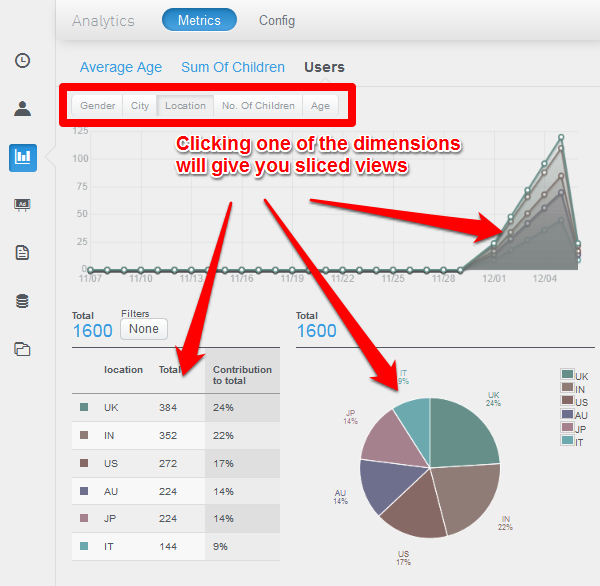 Analytics Metrics Config
Average Age Sum Of Children Users
Gender City Location No. Of Children Age
Clicking one of the dimensions
will give you sliced views
125
100
75
50
25
0
11/07 11/10 11/13 11/16 11/19 11/22 11/25 11/28 12/01 12/04
Ad
Total Filters
1600 None
Total
1600
location Total Contribution
to total
UK 384 24%
IN 352 22%
US 272 17%
AU 224 14%
JP 224 14%
IT 144 9%
IT
9%
UK
24%
JP
14%
AU
14%
IN
22%
US
17%
UK
IN
US
AU
JP
IT